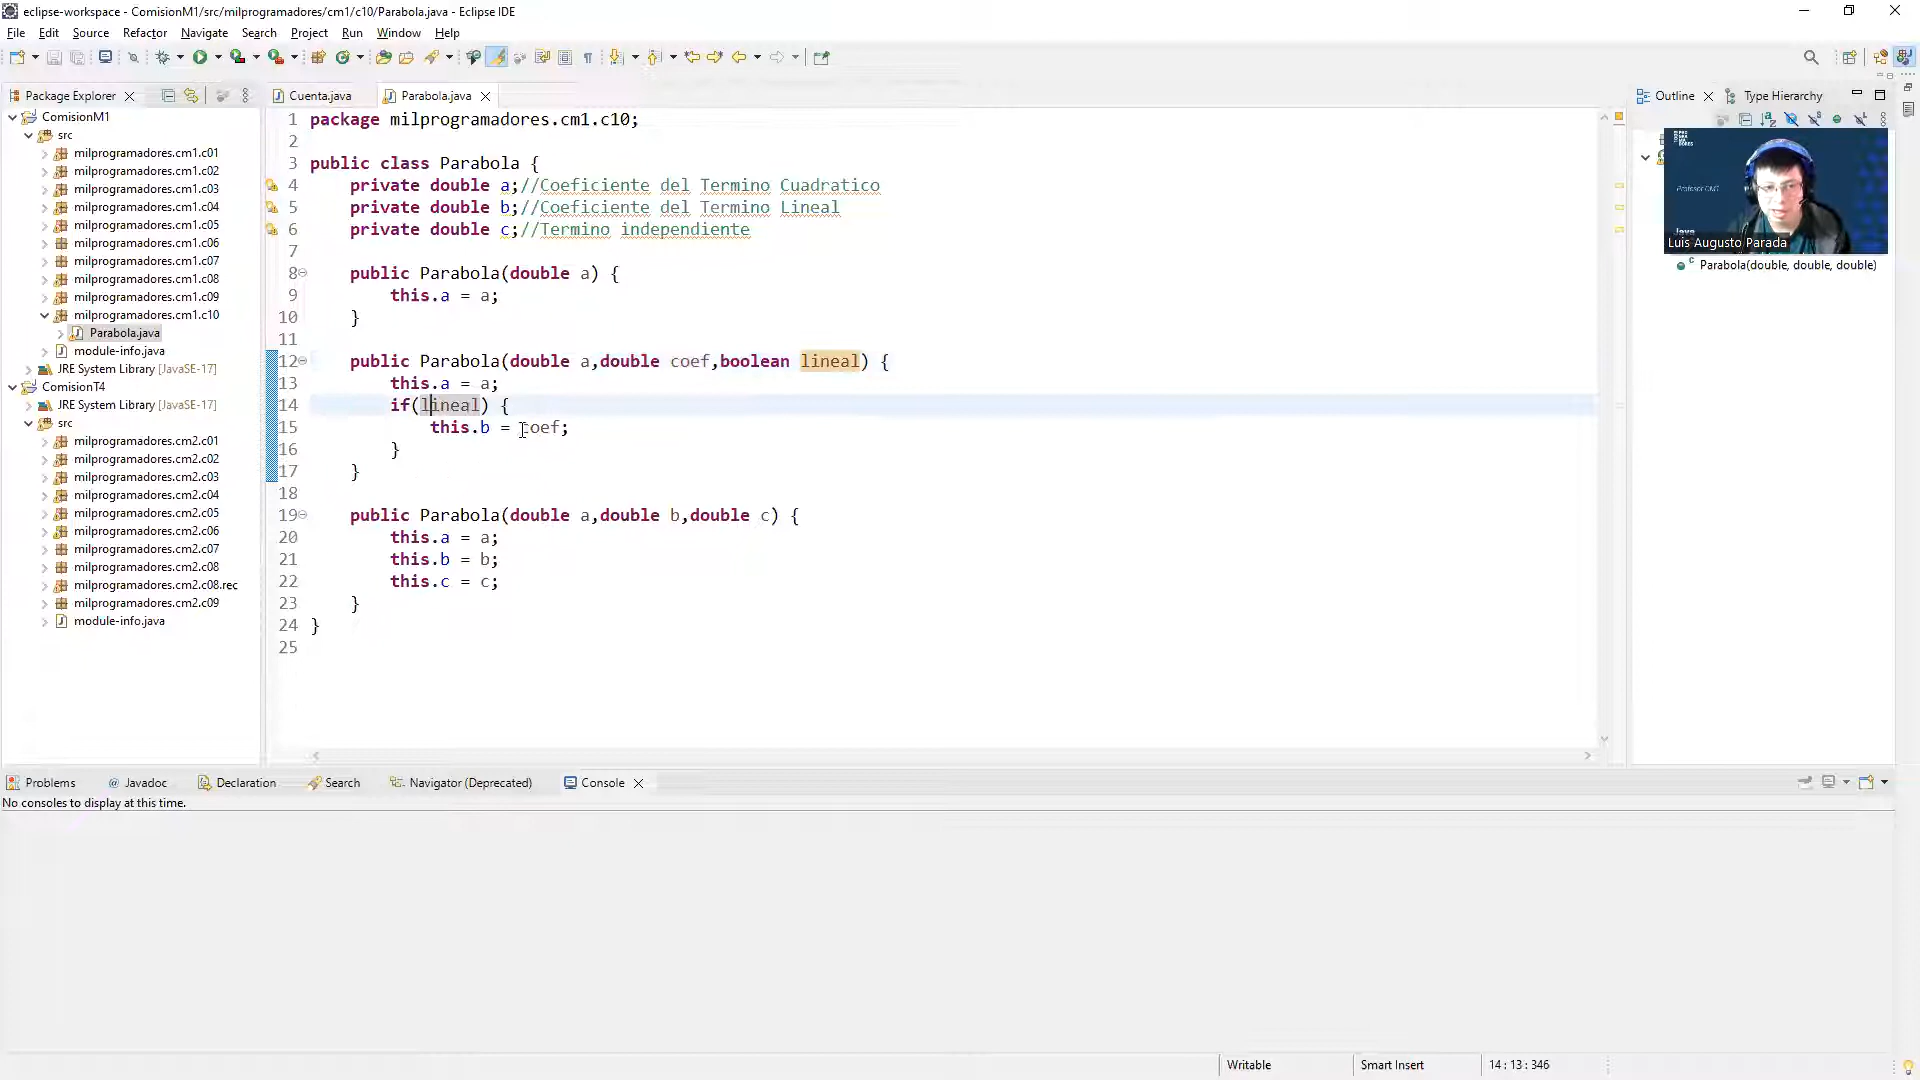 eclipse-workspace - ComisionM1/src/milprogramadores/cm1/c10/Parabola.java - Eclipse IDE
File Edit Source Refactor Navigate Search Project Run Window Help
Package Explorer
Cuenta.java
Parabola.java
Outline
Type Hierarchy
ComisionM1
src
milprogramadores.cm1.c01
milprogramadores.cm1.c02
milprogramadores.cm1.c03
milprogramadores.cm1.c04
milprogramadores.cm1.c05
milprogramadores.cm1.c06
milprogramadores.cm1.c07
milprogramadores.cm1.c08
milprogramadores.cm1.c09
milprogramadores.cm1.c10
Parabola.java
module-info.java
JRE System Library [JavaSE-17]
ComisionT4
JRE System Library [JavaSE-17]
src
milprogramadores.cm2.c01
milprogramadores.cm2.c02
milprogramadores.cm2.c03
milprogramadores.cm2.c04
milprogramadores.cm2.c05
milprogramadores.cm2.c06
milprogramadores.cm2.c07
milprogramadores.cm2.c08
milprogramadores.cm2.c08.rec
milprogramadores.cm2.c09
module-info.java
1 package milprogramadores.cm1.c10;
2
3 public class Parabola {
4 private double a;//Coeficiente del Termino Cuadratico
5 private double b;//Coeficiente del Termino Lineal
6 private double c;//Termino independiente
7
8 public Parabola(double a) {
9 this.a = a;
10 }
11
12 public Parabola(double a,double coef,boolean lineal) {
13 this.a = a;
14 if(lineal) {
15 this.b = coef;
16 }
17 }
18
19 public Parabola(double a,double b,double c) {
20 this.a = a;
21 this.b = b;
22 this.c = c;
23 }
24 }
25
Profesor CM1
Java
Luis Augusto Parada
Parabola(double, double, double)
Problems
Javadoc
Declaration
Search
Navigator (Deprecated)
Console
No consoles to display at this time.
Writable
Smart Insert
14 : 13 : 346